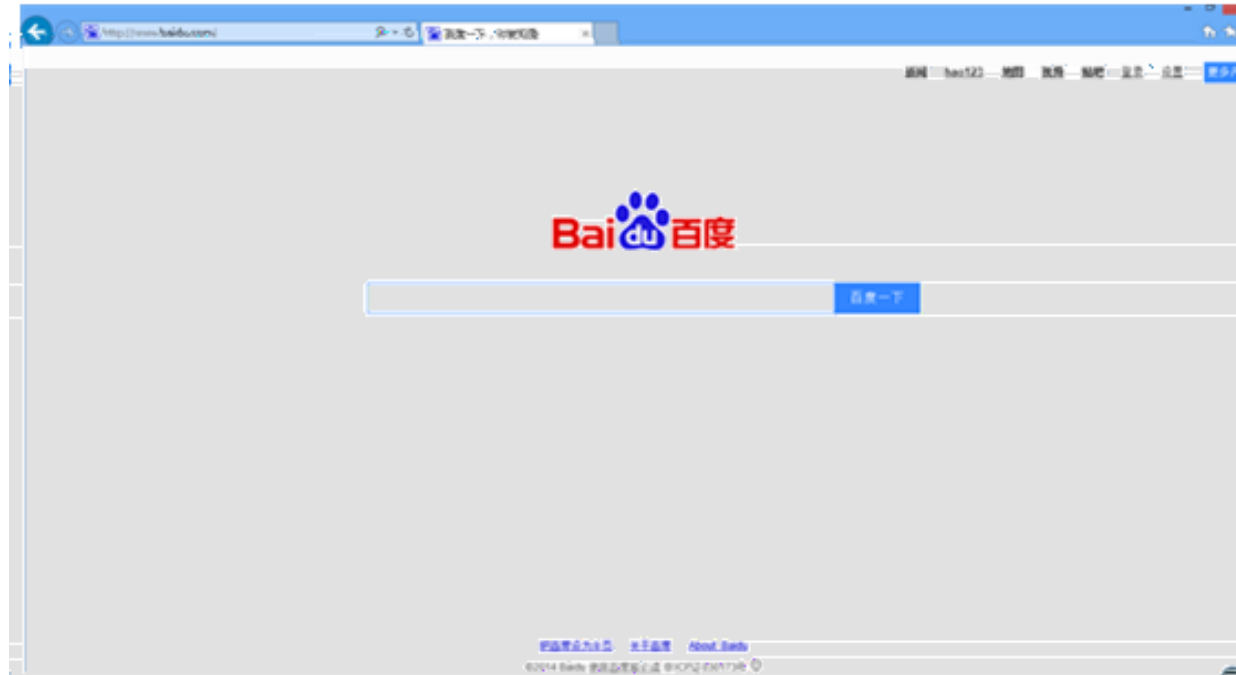 http://www.baidu.com/
百度一下，你就知道
新闻 hao123 地图 视频 贴吧 登录 设置
Bai du 百度
百度一下
把百度设为主页 关于百度 About Baidu
©2014 Baidu